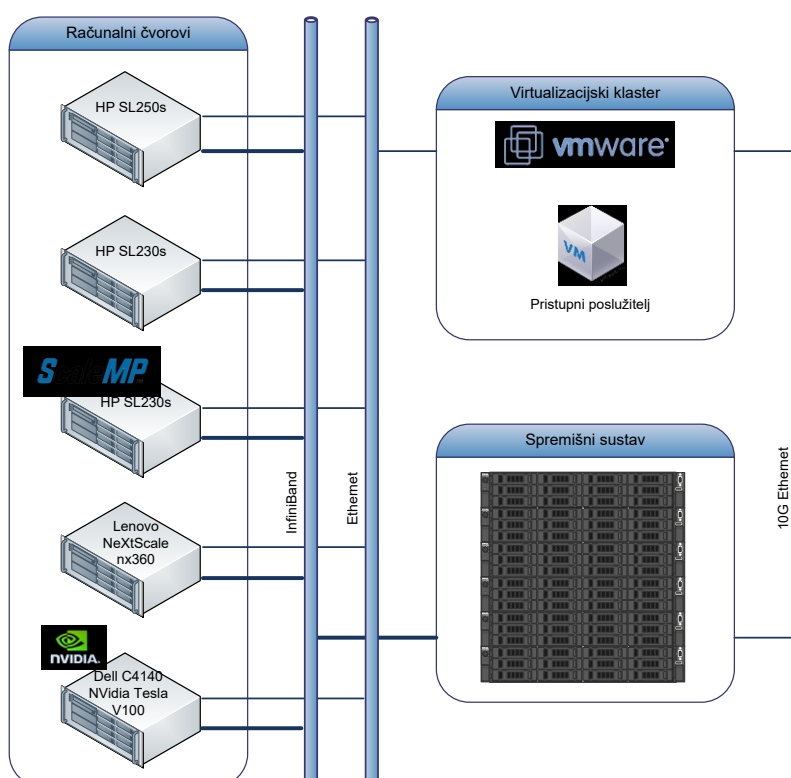 Računalni čvorovi
HP SL250s
HP SL230s
ScaleMP
HP SL230s
Lenovo
NeXtScale
nx360
NVIDIA.
Dell C4140
NVidia Tesla
V100
InfiniBand
Ethernet
Virtualizacijski klaster
vmware
VM
Pristupni poslužitelj
Spremišni sustav
10G Ethernet